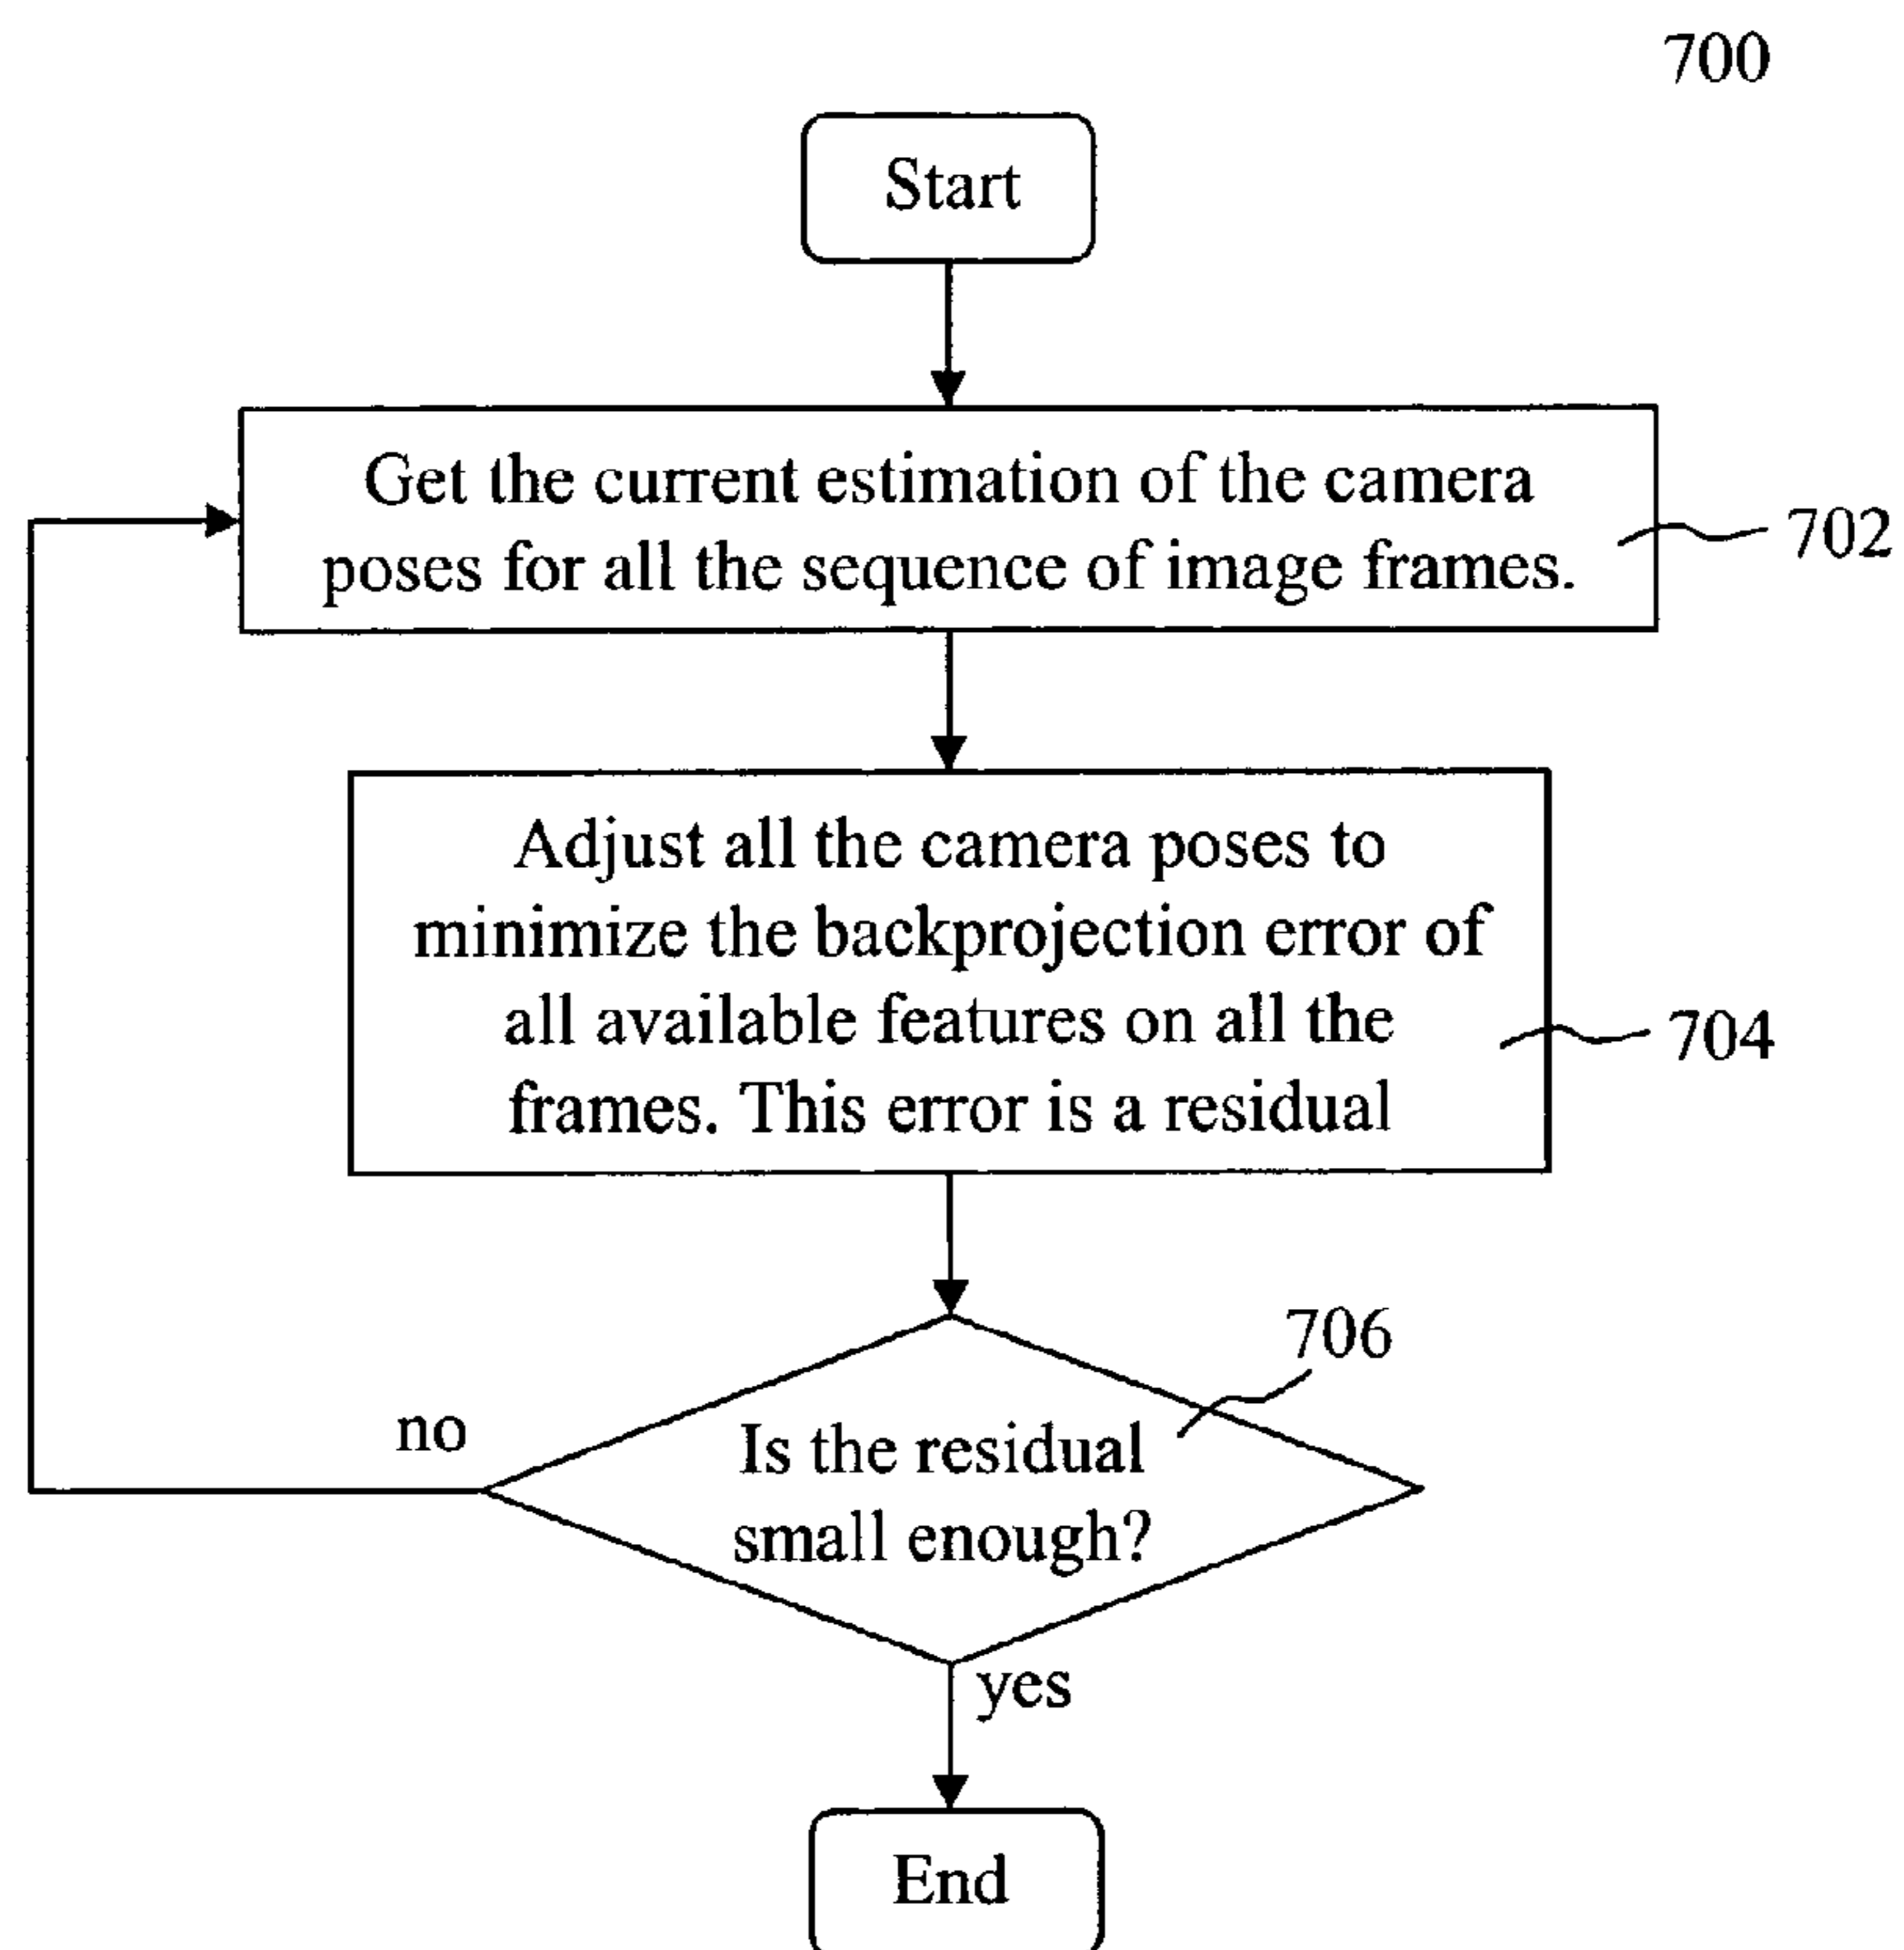 700
Start
Get the current estimation of the camera
poses for all the sequence of image frames.
702
Adjust all the camera poses to
minimize the backprojection error of
all available features on all the
frames. This error is a residual
704
706
Is the residual
small enough?
no
yes
End